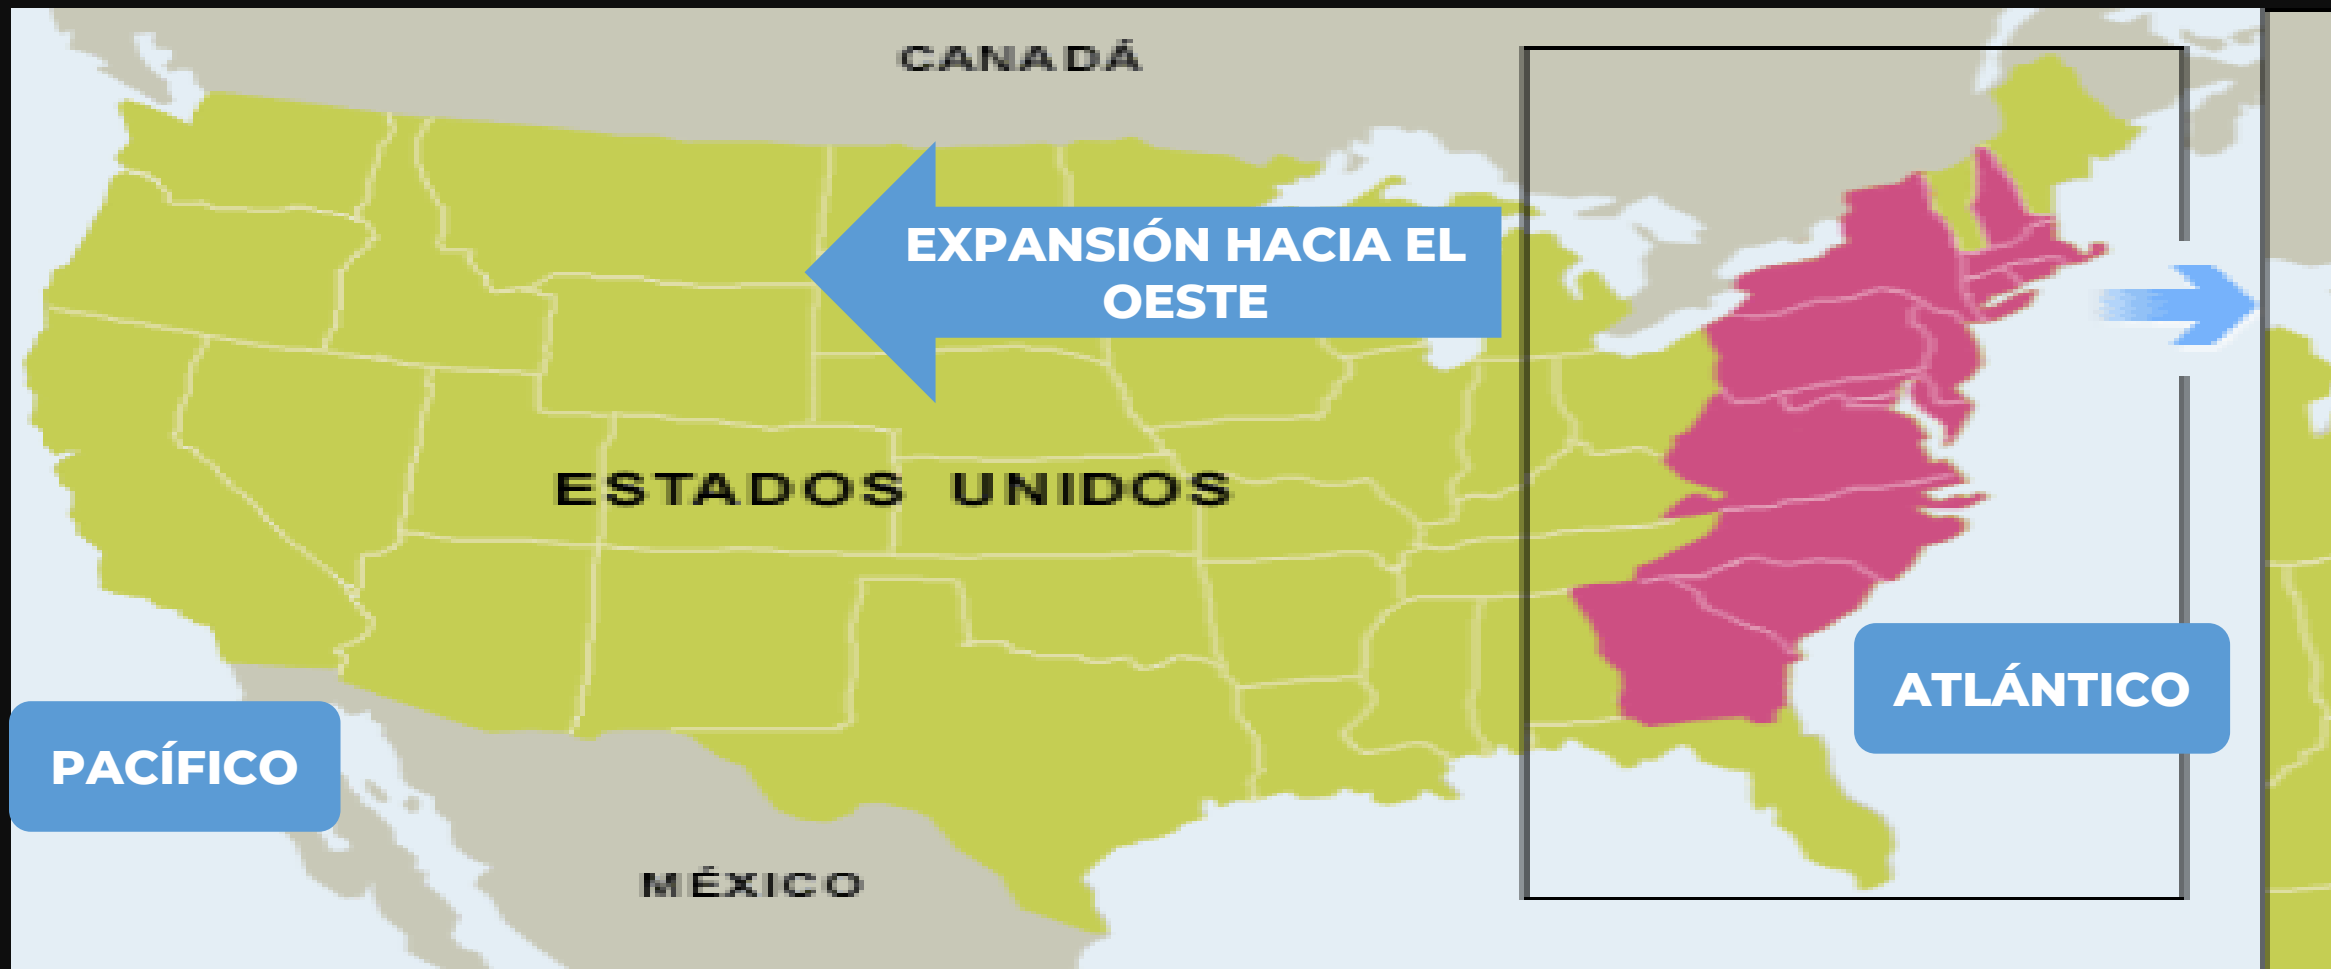 CANADÁ
EXPANSIÓN HACIA EL
OESTE
ESTADOS UNIDOS
ATLÁNTICO
PACÍFICO
MÉXICO